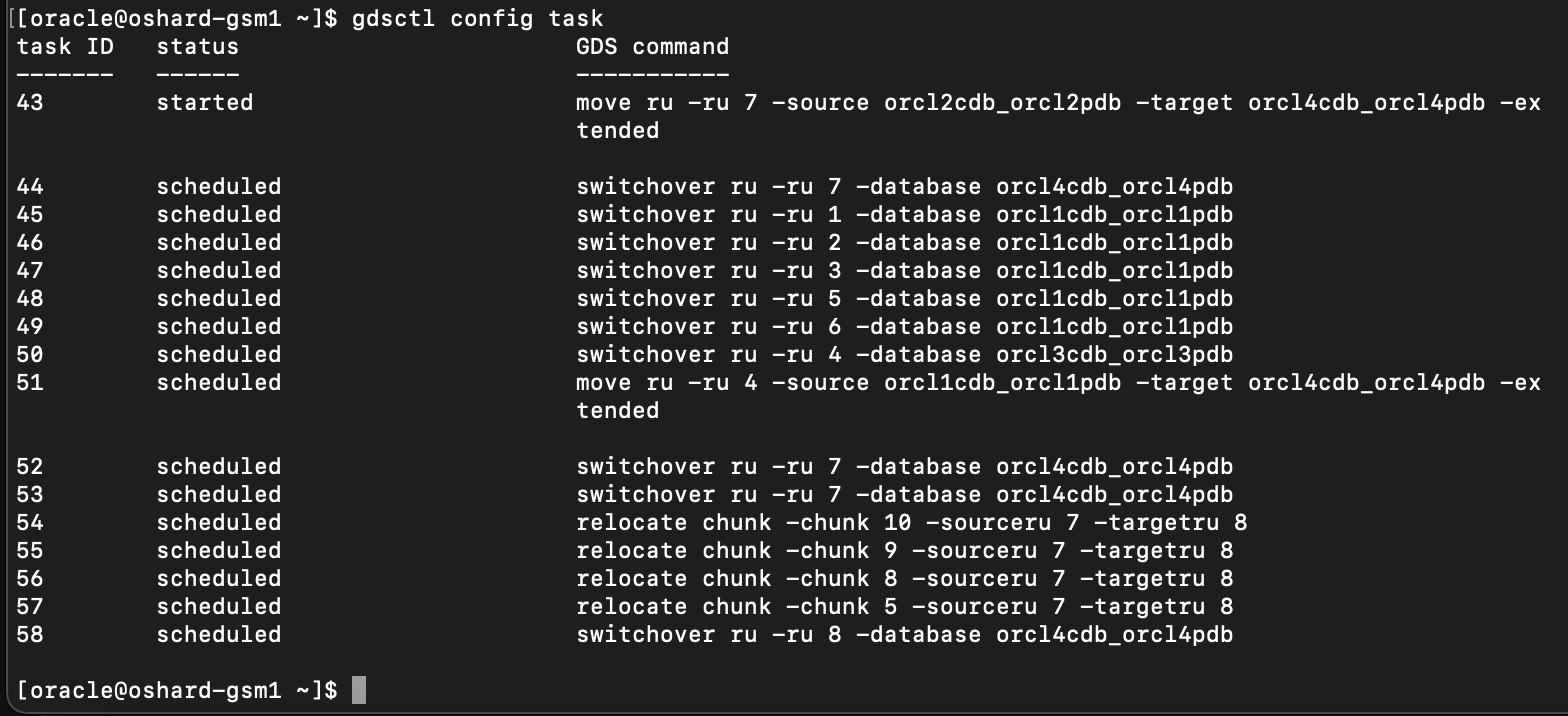 [[oracle@oshard-gsm1 ~]$ gdsctl config task
task ID   status                        GDS command
-------   ------                        -----------
43        started                       move ru -ru 7 -source orcl2cdb_orcl2pdb -target orcl4cdb_orcl4pdb -ex
                                        tended
44        scheduled                     switchover ru -ru 7 -database orcl4cdb_orcl4pdb
45        scheduled                     switchover ru -ru 1 -database orcl1cdb_orcl1pdb
46        scheduled                     switchover ru -ru 2 -database orcl1cdb_orcl1pdb
47        scheduled                     switchover ru -ru 3 -database orcl1cdb_orcl1pdb
48        scheduled                     switchover ru -ru 5 -database orcl1cdb_orcl1pdb
49        scheduled                     switchover ru -ru 6 -database orcl1cdb_orcl1pdb
50        scheduled                     switchover ru -ru 4 -database orcl3cdb_orcl3pdb
51        scheduled                     move ru -ru 4 -source orcl1cdb_orcl1pdb -target orcl4cdb_orcl4pdb -ex
                                        tended
52        scheduled                     switchover ru -ru 7 -database orcl4cdb_orcl4pdb
53        scheduled                     switchover ru -ru 7 -database orcl4cdb_orcl4pdb
54        scheduled                     relocate chunk -chunk 10 -sourceru 7 -targetru 8
55        scheduled                     relocate chunk -chunk 9 -sourceru 7 -targetru 8
56        scheduled                     relocate chunk -chunk 8 -sourceru 7 -targetru 8
57        scheduled                     relocate chunk -chunk 5 -sourceru 7 -targetru 8
58        scheduled                     switchover ru -ru 8 -database orcl4cdb_orcl4pdb
[oracle@oshard-gsm1 ~]$